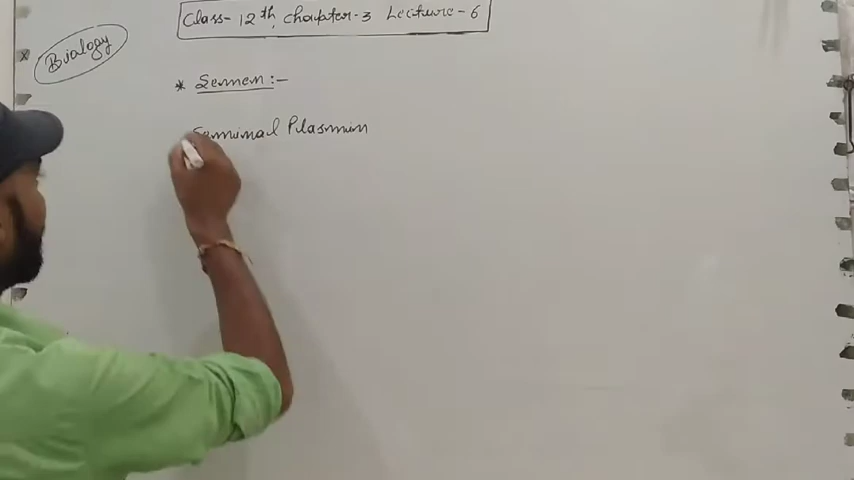 Class- 12th, Chapter-3 Lecture-6
Biology
* Semen :-
Seminal Plasmin